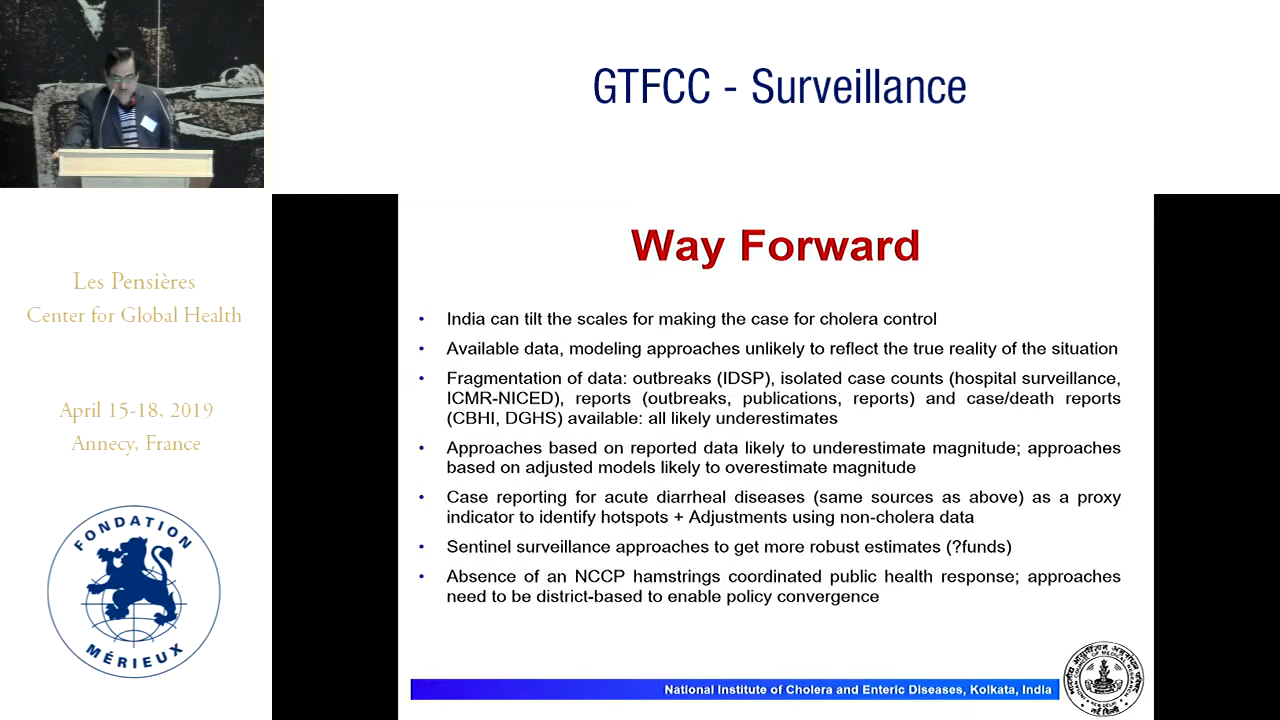 GTFCC - Surveillance
Les Pensières
Center for Global Health
April 15-18, 2019
Annecy, France
FONDATION
MÉRIEUX
Way Forward
• India can tilt the scales for making the case for cholera control
• Available data, modeling approaches unlikely to reflect the true reality of the situation
• Fragmentation of data: outbreaks (IDSP), isolated case counts (hospital surveillance,
ICMR-NICED), reports (outbreaks, publications, reports) and case/death reports
(CBHI, DGHS) available: all likely underestimates
• Approaches based on reported data likely to underestimate magnitude; approaches
based on adjusted models likely to overestimate magnitude
• Case reporting for acute diarrheal diseases (same sources as above) as a proxy
indicator to identify hotspots + Adjustments using non-cholera data
• Sentinel surveillance approaches to get more robust estimates (?funds)
• Absence of an NCCP hamstrings coordinated public health response; approaches
need to be district-based to enable policy convergence
National Institute of Cholera and Enteric Diseases, Kolkata, India